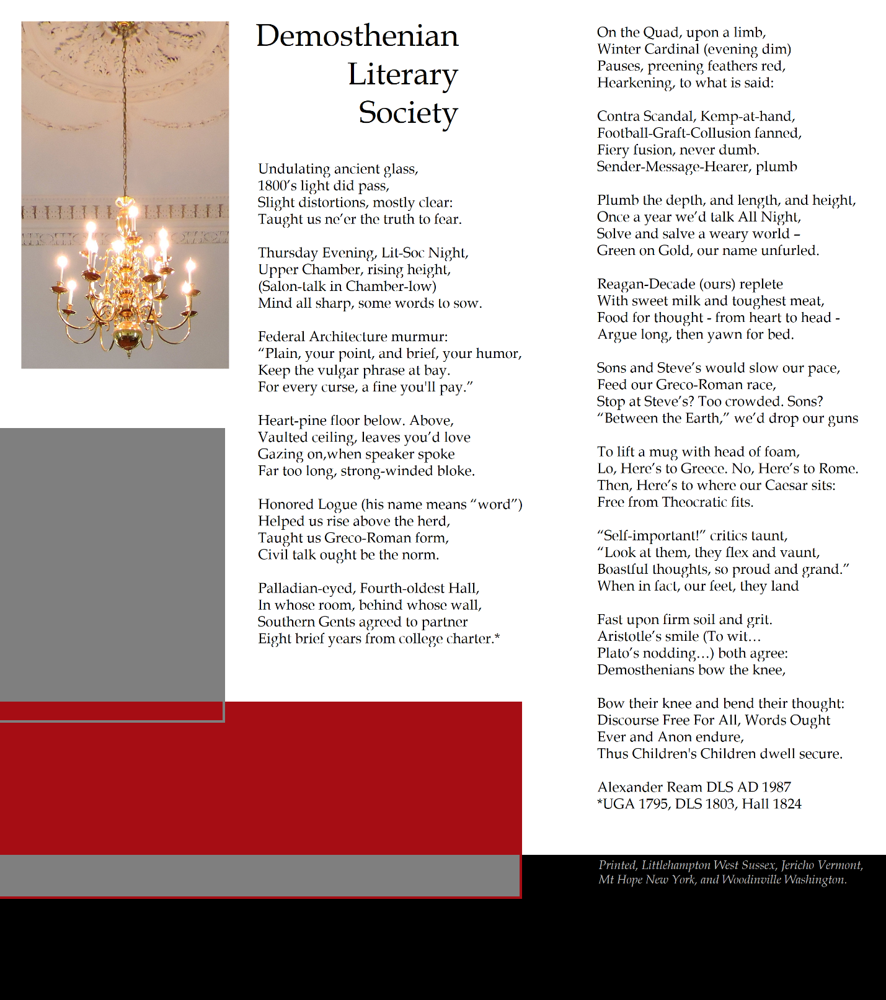 Demosthenian
Literary
Society
Undulating ancient glass,
1800’s light did pass,
Slight distortions, mostly clear:
Taught us ne’er the truth to fear.
Thursday Evening, Lit-Soc Night,
Upper Chamber, rising height,
(Salon-talk in Chamber-low)
Mind all sharp, some words to sow.
Federal Architecture murmur:
“Plain, your point, and brief, your humor,
Keep the vulgar phrase at bay.
For every curse, a fine you'll pay.”
Heart-pine floor below. Above,
Vaulted ceiling, leaves you’d love
Gazing on,when speaker spoke
Far too long, strong-winded bloke.
Honored Logue (his name means “word”)
Helped us rise above the herd,
Taught us Greco-Roman form,
Civil talk ought be the norm.
Palladian-eyed, Fourth-oldest Hall,
In whose room, behind whose wall,
Southern Gents agreed to partner
Eight brief years from college charter.*
On the Quad, upon a limb,
Winter Cardinal (evening dim)
Pauses, preening feathers red,
Hearkening, to what is said:
Contra Scandal, Kemp-at-hand,
Football-Graft-Collusion fanned,
Fiery fusion, never dumb.
Sender-Message-Hearer, plumb
Plumb the depth, and length, and height,
Once a year we’d talk All Night,
Solve and salve a weary world –
Green on Gold, our name unfurled.
Reagan-Decade (ours) replete
With sweet milk and toughest meat,
Food for thought - from heart to head -
Argue long, then yawn for bed.
Sons and Steve’s would slow our pace,
Feed our Greco-Roman race,
Stop at Steve’s? Too crowded. Sons?
“Between the Earth,” we’d drop our guns
To lift a mug with head of foam,
Lo, Here’s to Greece. No, Here’s to Rome.
Then, Here’s to where our Caesar sits:
Free from Theocratic fits.
“Self-important!” critics taunt,
“Look at them, they flex and vaunt,
Boastful thoughts, so proud and grand.”
When in fact, our feet, they land
Fast upon firm soil and grit.
Aristotle’s smile (To wit…
Plato’s nodding…) both agree:
Demosthenians bow the knee,
Bow their knee and bend their thought:
Discourse Free For All, Words Ought
Ever and Anon endure,
Thus Children's Children dwell secure.
Alexander Ream DLS AD 1987
*UGA 1795, DLS 1803, Hall 1824
Printed, Littlehampton West Sussex, Jericho Vermont,
Mt Hope New York, and Woodinville Washington.